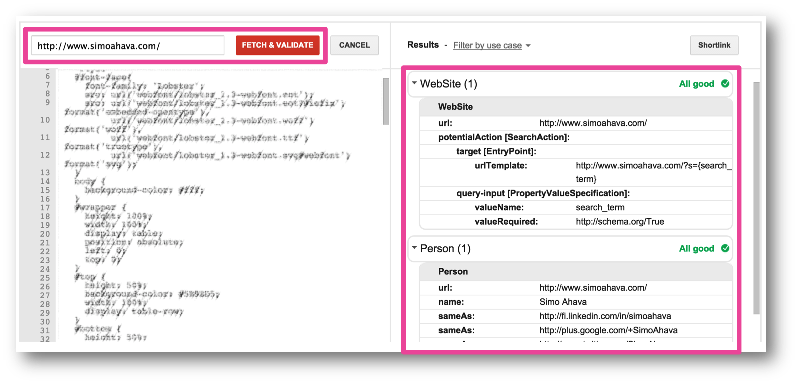 http://www.simoahava.com/
FETCH & VALIDATE
CANCEL
Results
Filter by use case
Shortlink
6 @font-face{
7 font-family: 'Lobster';
8 src: url('webfont/lobster_1.3-webfont.eot');
9 src: url('webfont/lobster_1.3-webfont.eot?#iefix')
format('embedded-opentype'),
10 url('webfont/lobster_1.3-webfont.woff')
format('woff'),
11 url('webfont/lobster_1.3-webfont.ttf')
format('truetype'),
12 url('webfont/lobster_1.3-webfont.svg#webfont')
format('svg');
13 }
14 body {
15 background-color: #fff;
16 }
17 #wrapper {
18 height: 100%;
19 width: 100%;
20 display: table;
21 position: absolute;
22 left: 0;
23 top: 0;
24 }
25 #top {
26 height: 50%;
27 background-color:
28 width: 100%;
29 display: table-row;
30 }
31 #bottom {
32 height: 50%;
WebSite (1) All good
WebSite
url: http://www.simoahava.com/
potentialAction [SearchAction]:
target [EntryPoint]:
urlTemplate: http://www.simoahava.com/?s={search_
term}
query-input [PropertyValueSpecification]:
valueName: search_term
valueRequired: http://schema.org/True
Person (1) All good
Person
url: http://www.simoahava.com/
name: Simo Ahava
sameAs: http://fi.linkedin.com/in/simoahava
sameAs: http://plus.google.com/+SimoAhava